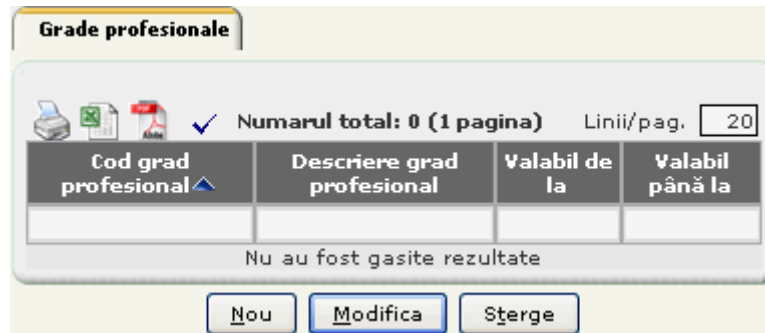 Grade profesionale
Numarul total: 0 (1 pagina) Linii/pag. 20
Cod grad profesional
Descriere grad profesional
Valabil de la
Valabil până la
Nu au fost gasite rezultate
Nou Modifica Sterge